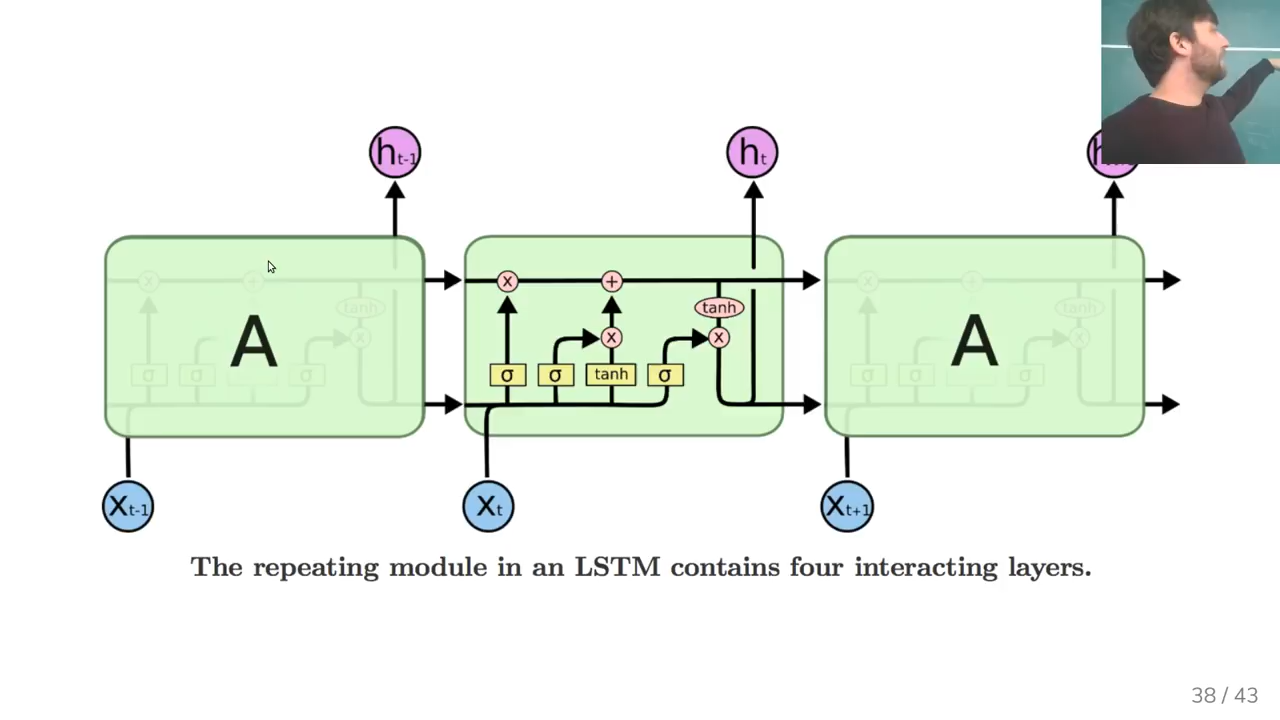 h t-1 h t h
x + tanh
x x
σ σ tanh σ
A A
x t-1 x t x t+1
The repeating module in an LSTM contains four interacting layers.
38 / 43